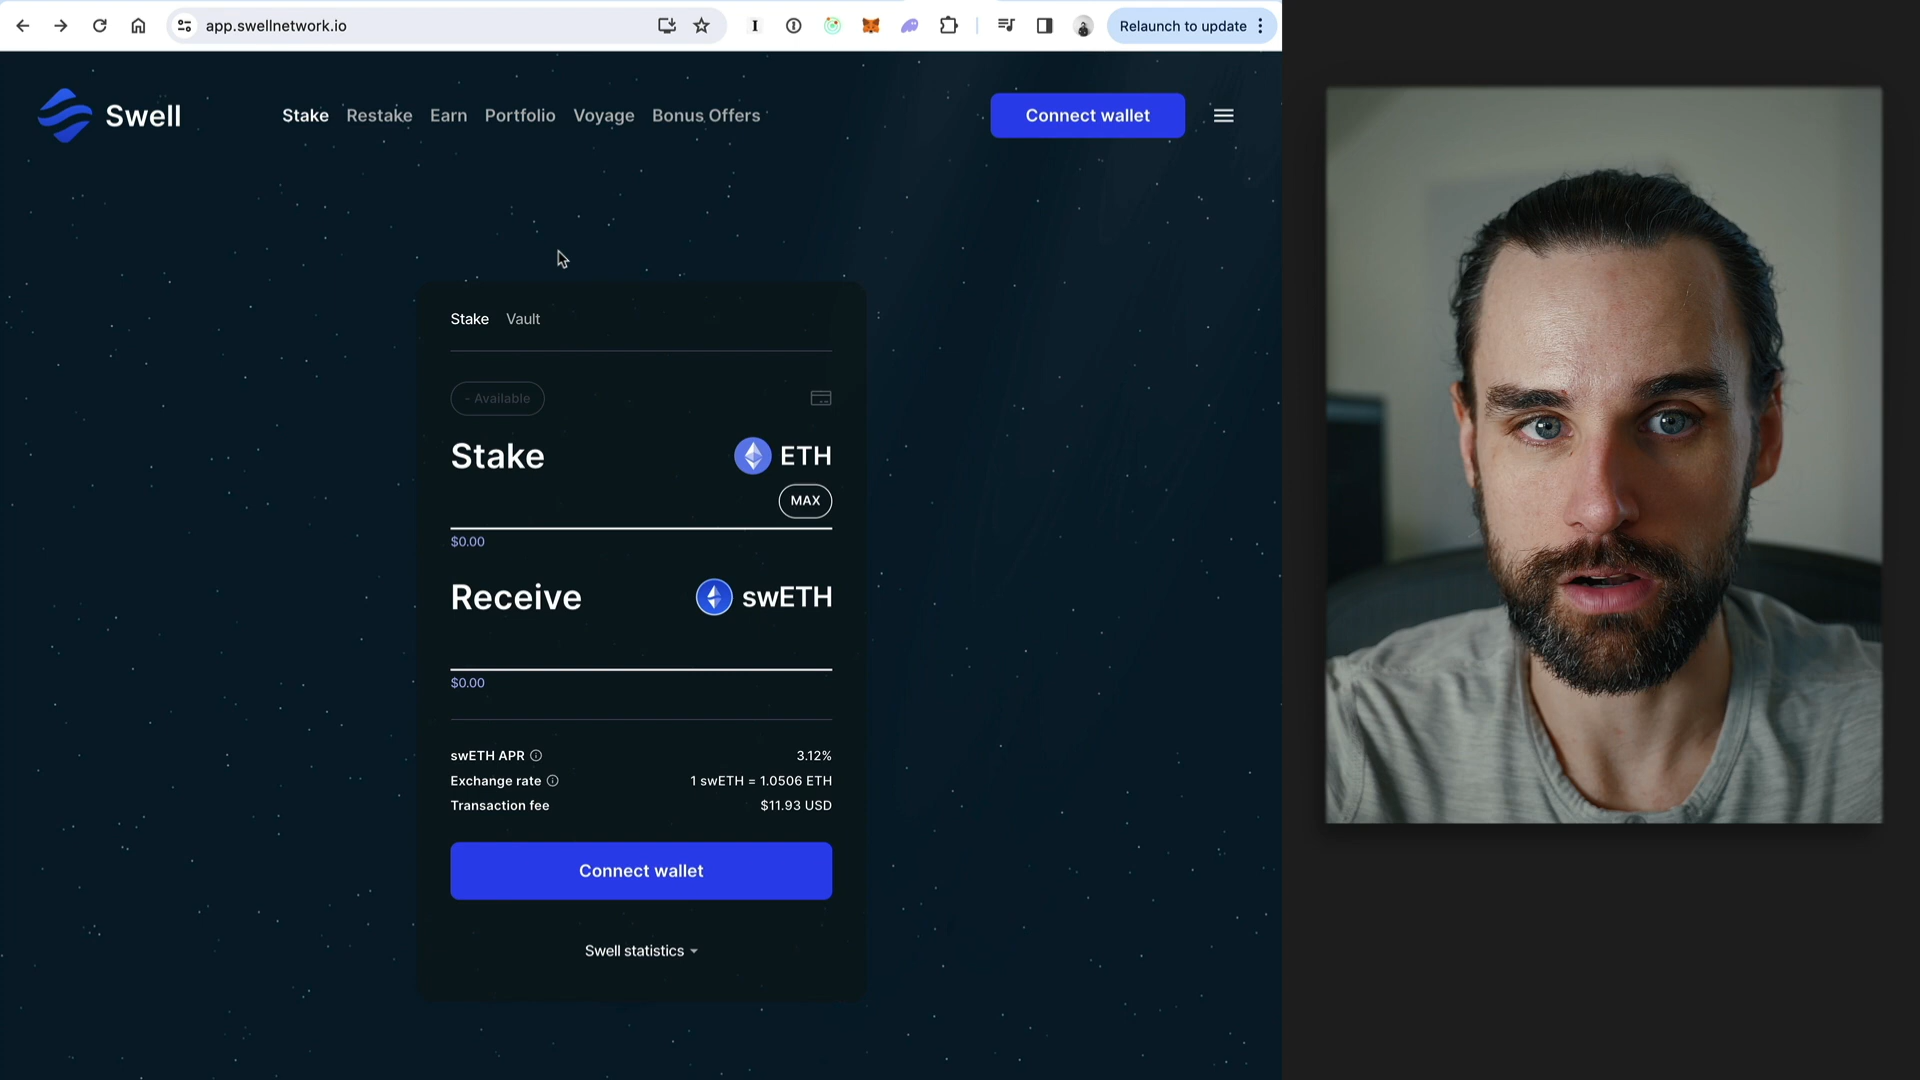 app.swellnetwork.io
Relaunch to update
Swell
Stake Restake Earn Portfolio Voyage Bonus Offers
Connect wallet
Stake Vault
- Available
Stake
ETH
MAX
$0.00
Receive
swETH
$0.00
swETH APR
3.12%
Exchange rate
1 swETH = 1.0506 ETH
Transaction fee
$11.93 USD
Connect wallet
Swell statistics